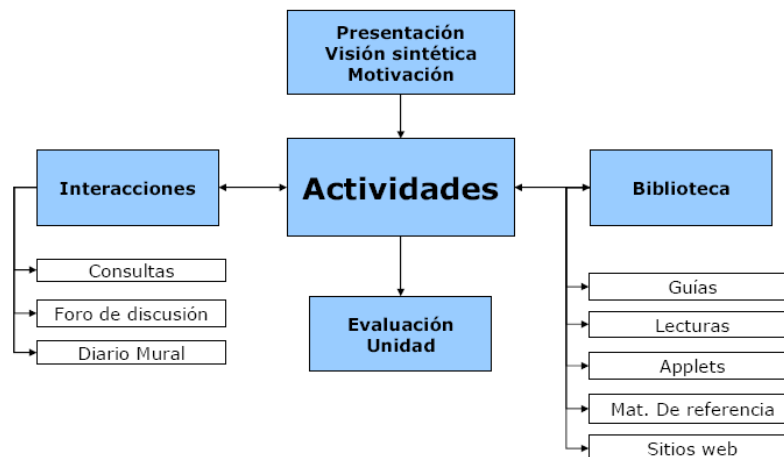 Presentación
Visión sintética
Motivación
Interacciones
Actividades
Biblioteca
Consultas
Foro de discusión
Diario Mural
Evaluación
Unidad
Guías
Lecturas
Applets
Mat. De referencia
Sitios web